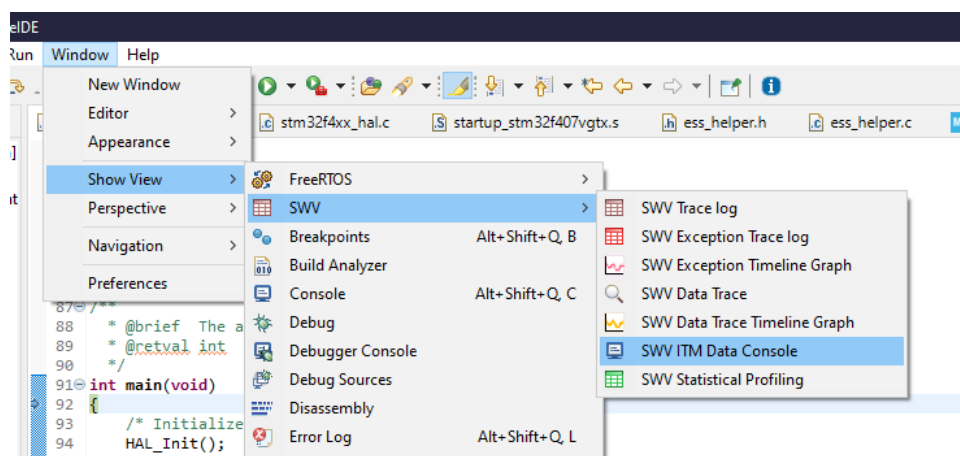 eIDE
Run Window Help
New Window
Editor
Appearance
Show View
Perspective
Navigation
Preferences
stm32f4xx_hal.c
startup_stm32f407vgtx.s
ess_helper.h
ess_helper.c
FreeRTOS
SWV
Breakpoints Alt+Shift+Q, B
Build Analyzer
Console Alt+Shift+Q, C
Debug
Debugger Console
Debug Sources
Disassembly
Error Log Alt+Shift+Q, L
SWV Trace log
SWV Exception Trace log
SWV Exception Timeline Graph
SWV Data Trace
SWV Data Trace Timeline Graph
SWV ITM Data Console
SWV Statistical Profiling
87 /**
88 * @brief The a
89 * @retval int
90 */
91 int main(void)
92 {
93 /* Initialize
94 HAL_Init();